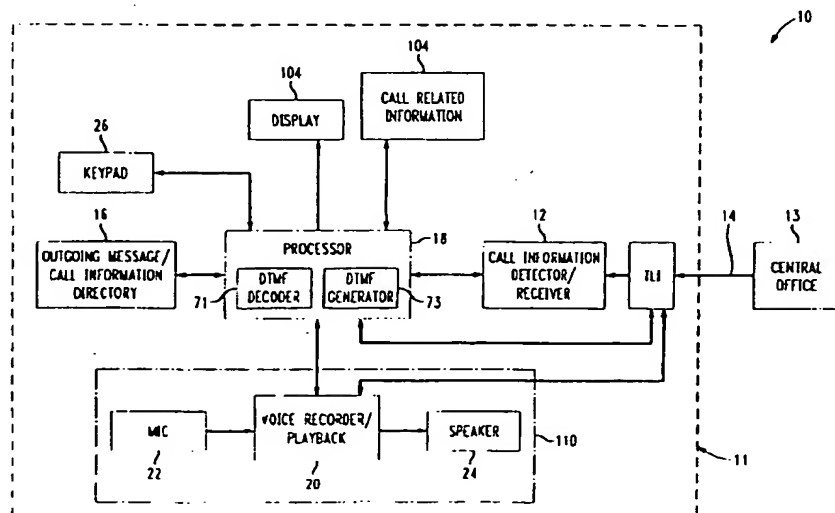 10
104
104
DISPLAY
CALL RELATED
INFORMATION
26
KEYPAD
16
OUTGOING MESSAGE/
CALL INFORMATION
DIRECTORY
18
PROCESSOR
DTMF
DECODER
DTMF
GENERATOR
71
73
12
CALL INFORMATION
DETECTOR/
RECEIVER
TLI
14
13
CENTRAL
OFFICE
MIC
22
VOICE RECORDER/
PLAYBACK
20
SPEAKER
24
110
11